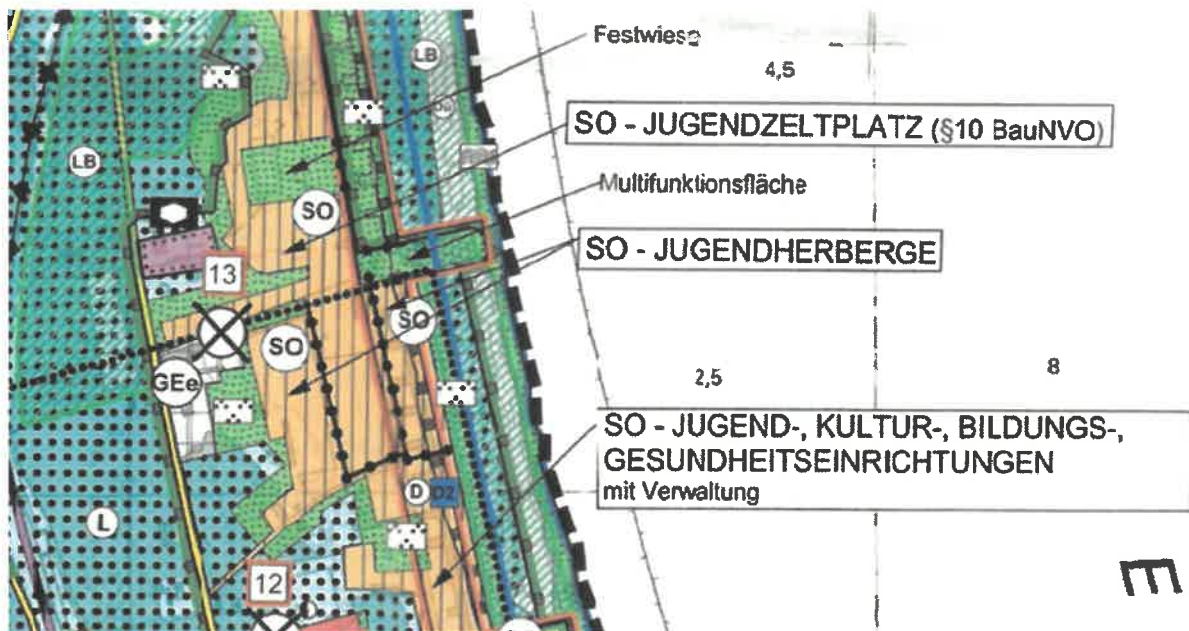 Festwiese
4,5
LB
SO - JUGENDZELTPLATZ (§10 BauNVO)
LB
Multifunktionsfläche
SO
SO - JUGENDHERBERGE
13
SO
SO
GEe
2,5
8
SO - JUGEND-, KULTUR-, BILDUNGS-,
GESUNDHEITSEINRICHTUNGEN
mit Verwaltung
D D2
L
12
E